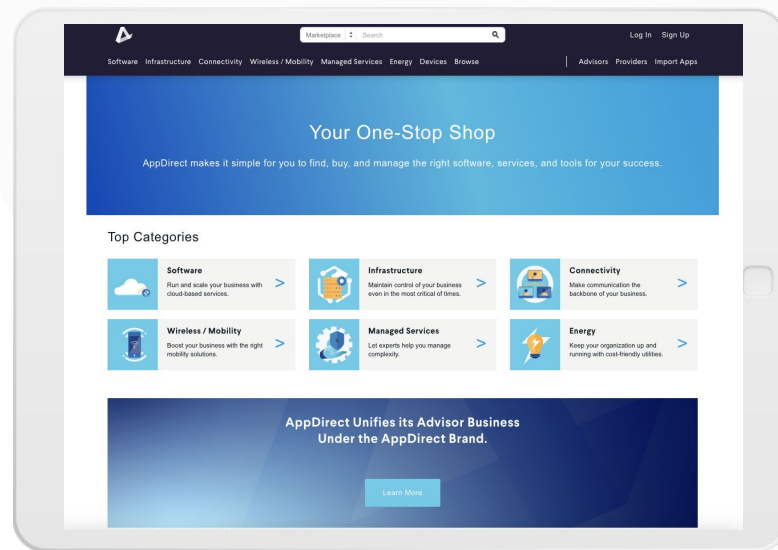 Marketplace Search
Log In Sign Up
Software Infrastructure Connectivity Wireless / Mobility Managed Services Energy Devices Browse
Advisors Providers Import Apps
Your One-Stop Shop
AppDirect makes it simple for you to find, buy, and manage the right software, services, and tools for your success.
Top Categories
Software
Run and scale your business with
cloud-based services.
>
Infrastructure
Maintain control of your business
even in the most critical of times.
>
Connectivity
Make communication the
backbone of your business.
>
Wireless / Mobility
Boost your business with the right
mobility solutions.
>
Managed Services
Let experts help you manage
complexity.
>
Energy
Keep your organization up and
running with cost-friendly utilities.
>
AppDirect Unifies its Advisor Business
Under the AppDirect Brand.
Learn More